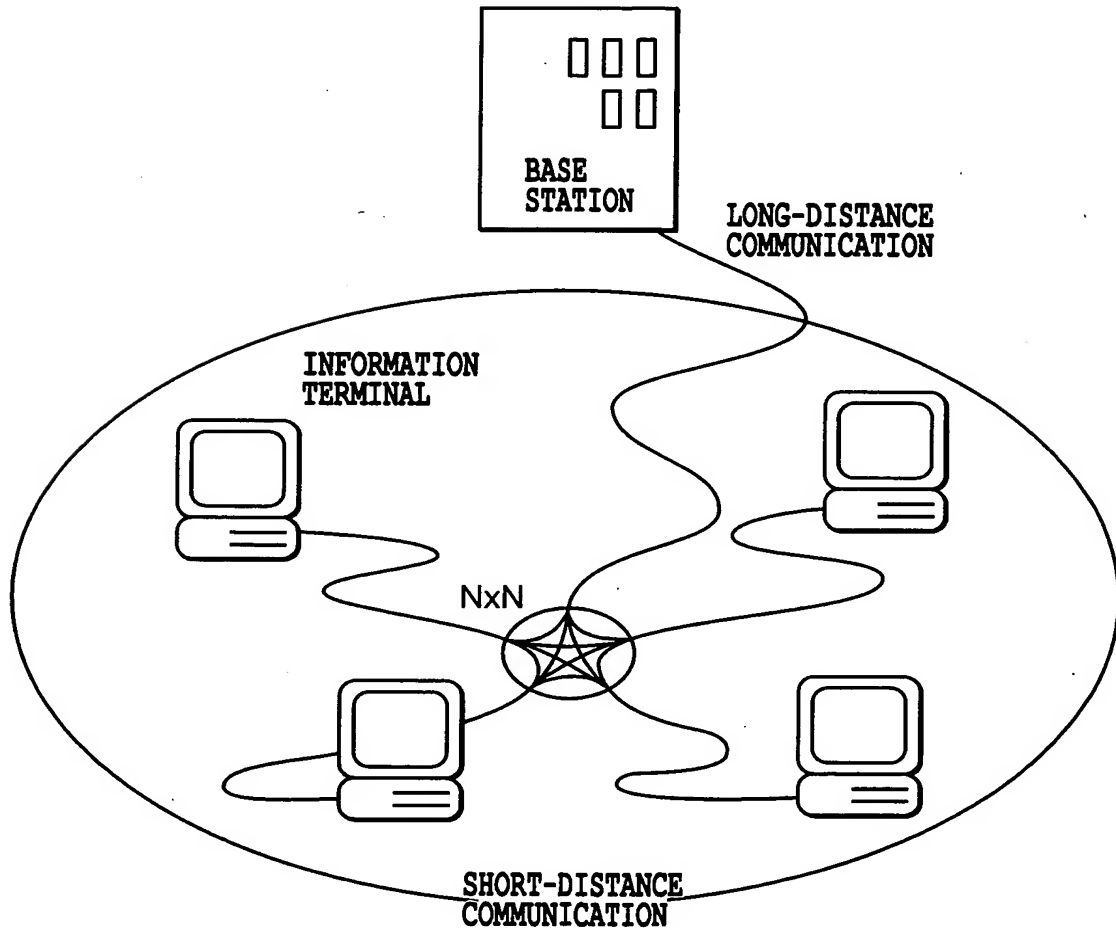 BASE
STATION
LONG-DISTANCE
COMMUNICATION
INFORMATION
TERMINAL
NxN
SHORT-DISTANCE
COMMUNICATION